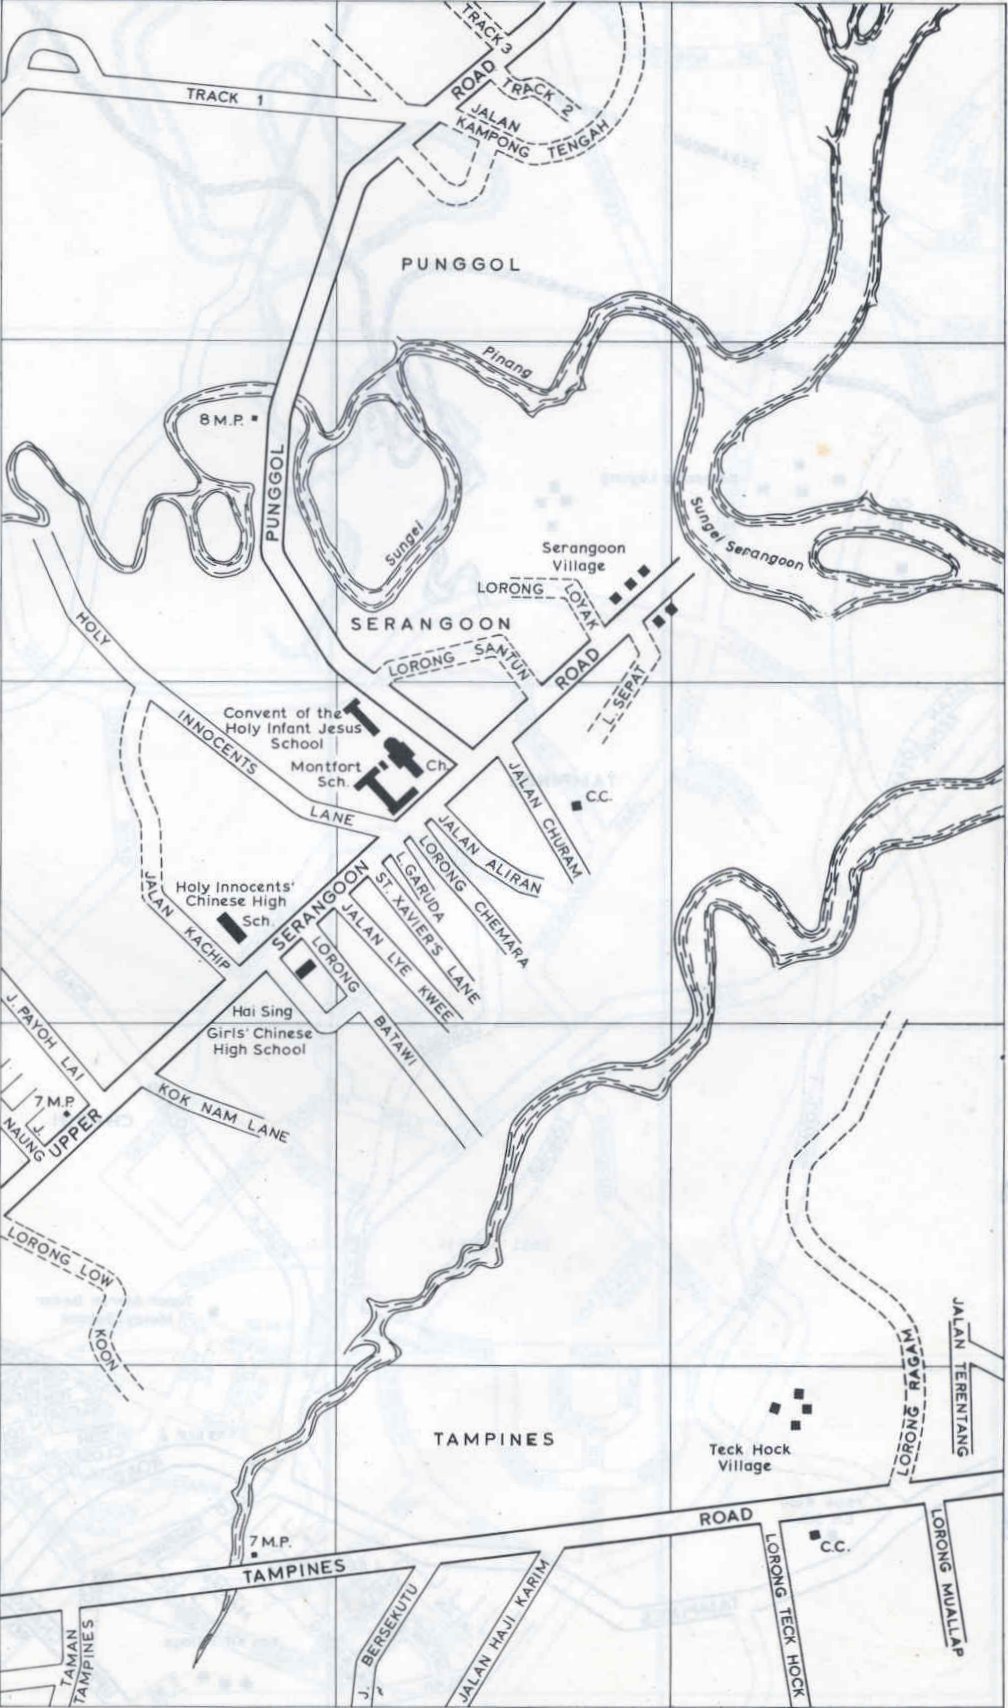 TRACK 3
ROAD
TRACK 2
TRACK 1
JALAN
KAMPONG TENGAH
PUNGGOL
Pinang
8 M.P.
PUNGGOL
Sungei
Sungei Serangoon
Serangoon
Village
LORONG LOYAK
SERANGOON
HOLY
LORONG SANTUN
ROAD
L. SEPAT
Convent of the
Holy Infant Jesus
School
INNOCENTS
Montfort
Sch.
Ch.
JALAN CHURAM
C.C.
LANE
JALAN ALIRAN
LORONG CHEMARA
L. GARUDA
ST. XAVIER'S LANE
JALAN KACHIP
Holy Innocents'
Chinese High
Sch.
SERANGOON
JALAN LYE KWEE
LORONG
BATAWI
Hai Sing
Girls' Chinese
High School
J. PAYOH LAI
7 M.P.
J.
NAUNG
UPPER
KOK NAM LANE
LORONG LOW
KOON
JALAN TERENTANG
LORONG RAGAM
TAMPINES
Teck Hock
Village
ROAD
7 M.P.
C.C.
TAMPINES
LORONG MUALLAP
LORONG TECK HOCK
JALAN HAJI KARIM
J. BERSEKUTU
TAMAN
TAMPINES